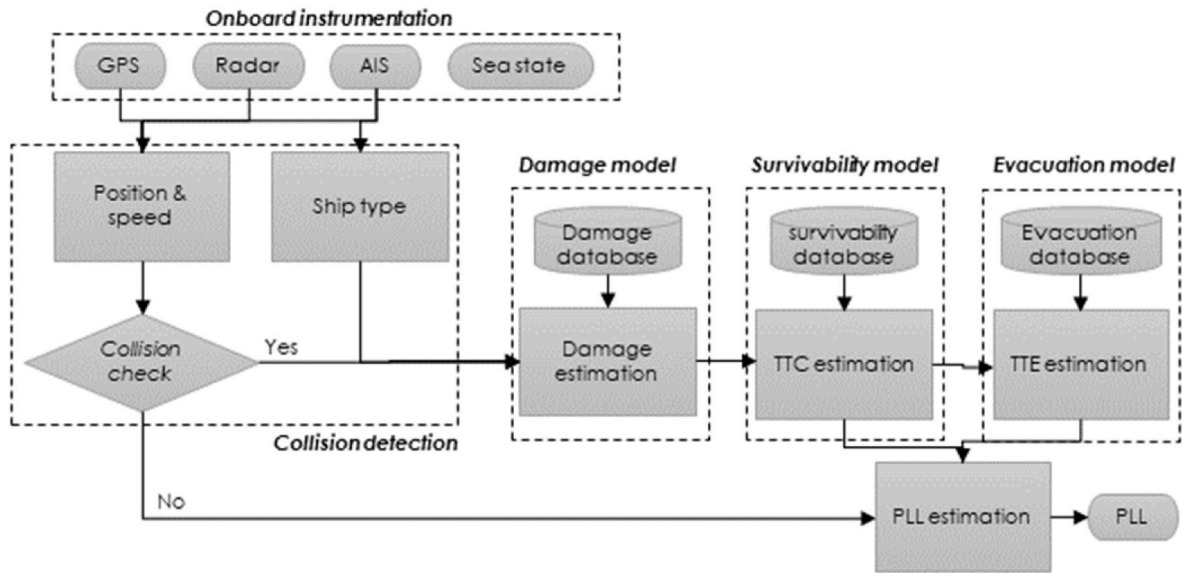 Onboard instrumentation
GPS
Radar
AIS
Sea state
Position &
speed
Ship type
Damage model
Survivability model
Evacuation model
Damage
database
survivability
database
Evacuation
database
Collision
check
Yes
Damage
estimation
TTC estimation
TTE estimation
Collision detection
No
PLL estimation
PLL